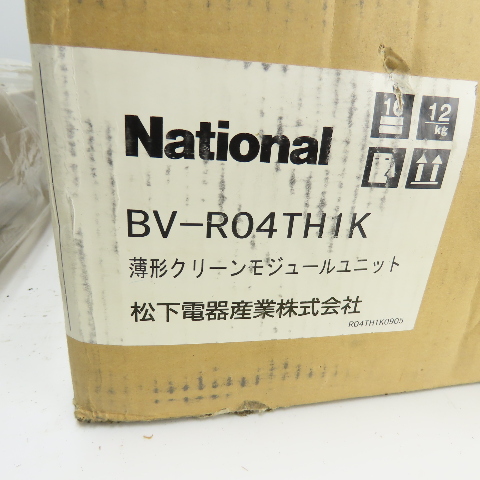 National
10
12
kg
BV-R04TH1K
薄形クリーンモジュールユニット
松下電器産業株式会社
R04TH1K0905